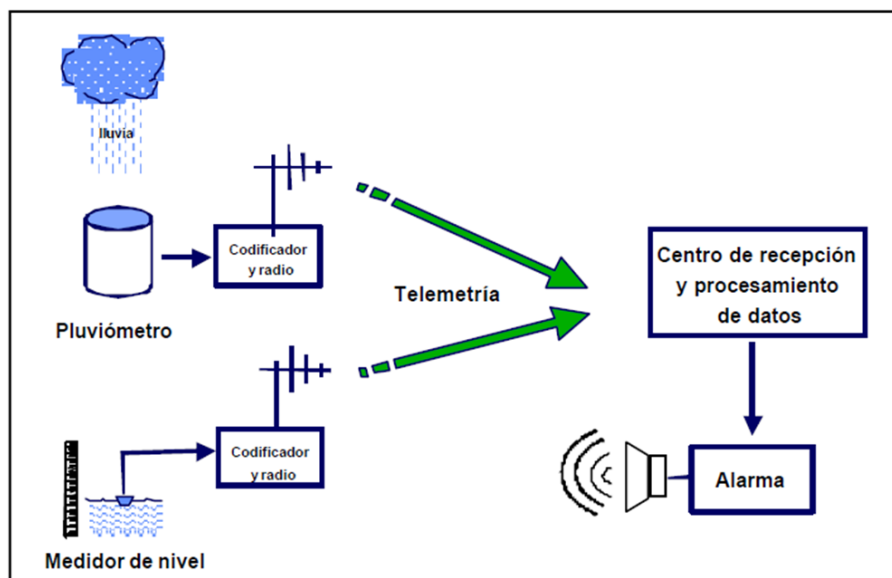 lluvia
Codificador
y radio
Pluviómetro
Telemetría
Centro de recepción
y procesamiento
de datos
Codificador
y radio
Alarma
Medidor de nivel